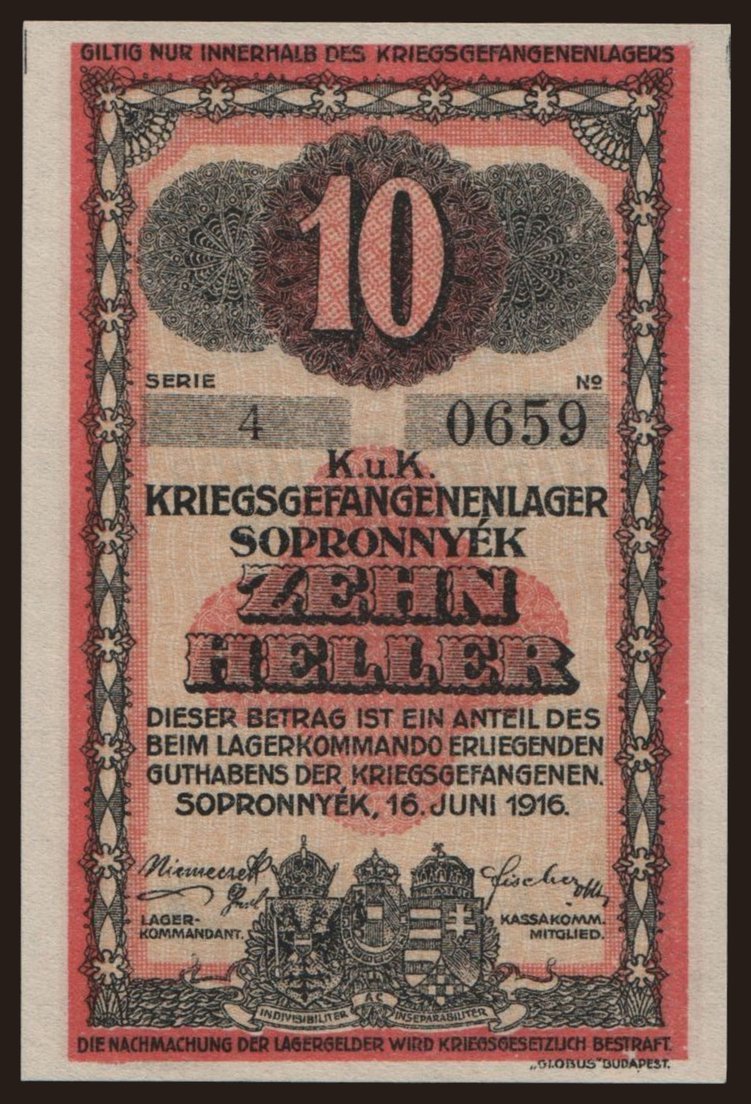 GILTIG NUR INNERHALB DES KRIEGSGEFANGENENLAGERS
10
SERIE No
4 0659
K.u.K.
KRIEGSGEFANGENENLAGER
SOPRONNYÉK
ZEHN
HELLER
DIESER BETRAG IST EIN ANTEIL DES
BEIM LAGERKOMMANDO ERLIEGENDEN
GUTHABENS DER KRIEGSGEFANGENEN.
SOPRONNYÉK, 16. JUNI 1916.
Fischer
LAGER- KASSAKOMM.
KOMMANDANT. MITGLIED.
INDIVISIBILITER AC INSEPARABILITER
DIE NACHMACHUNG DER LAGERGELDER WIRD KRIEGSGESETZLICH BESTRAFT.
„GLOBUS" BUDAPEST.